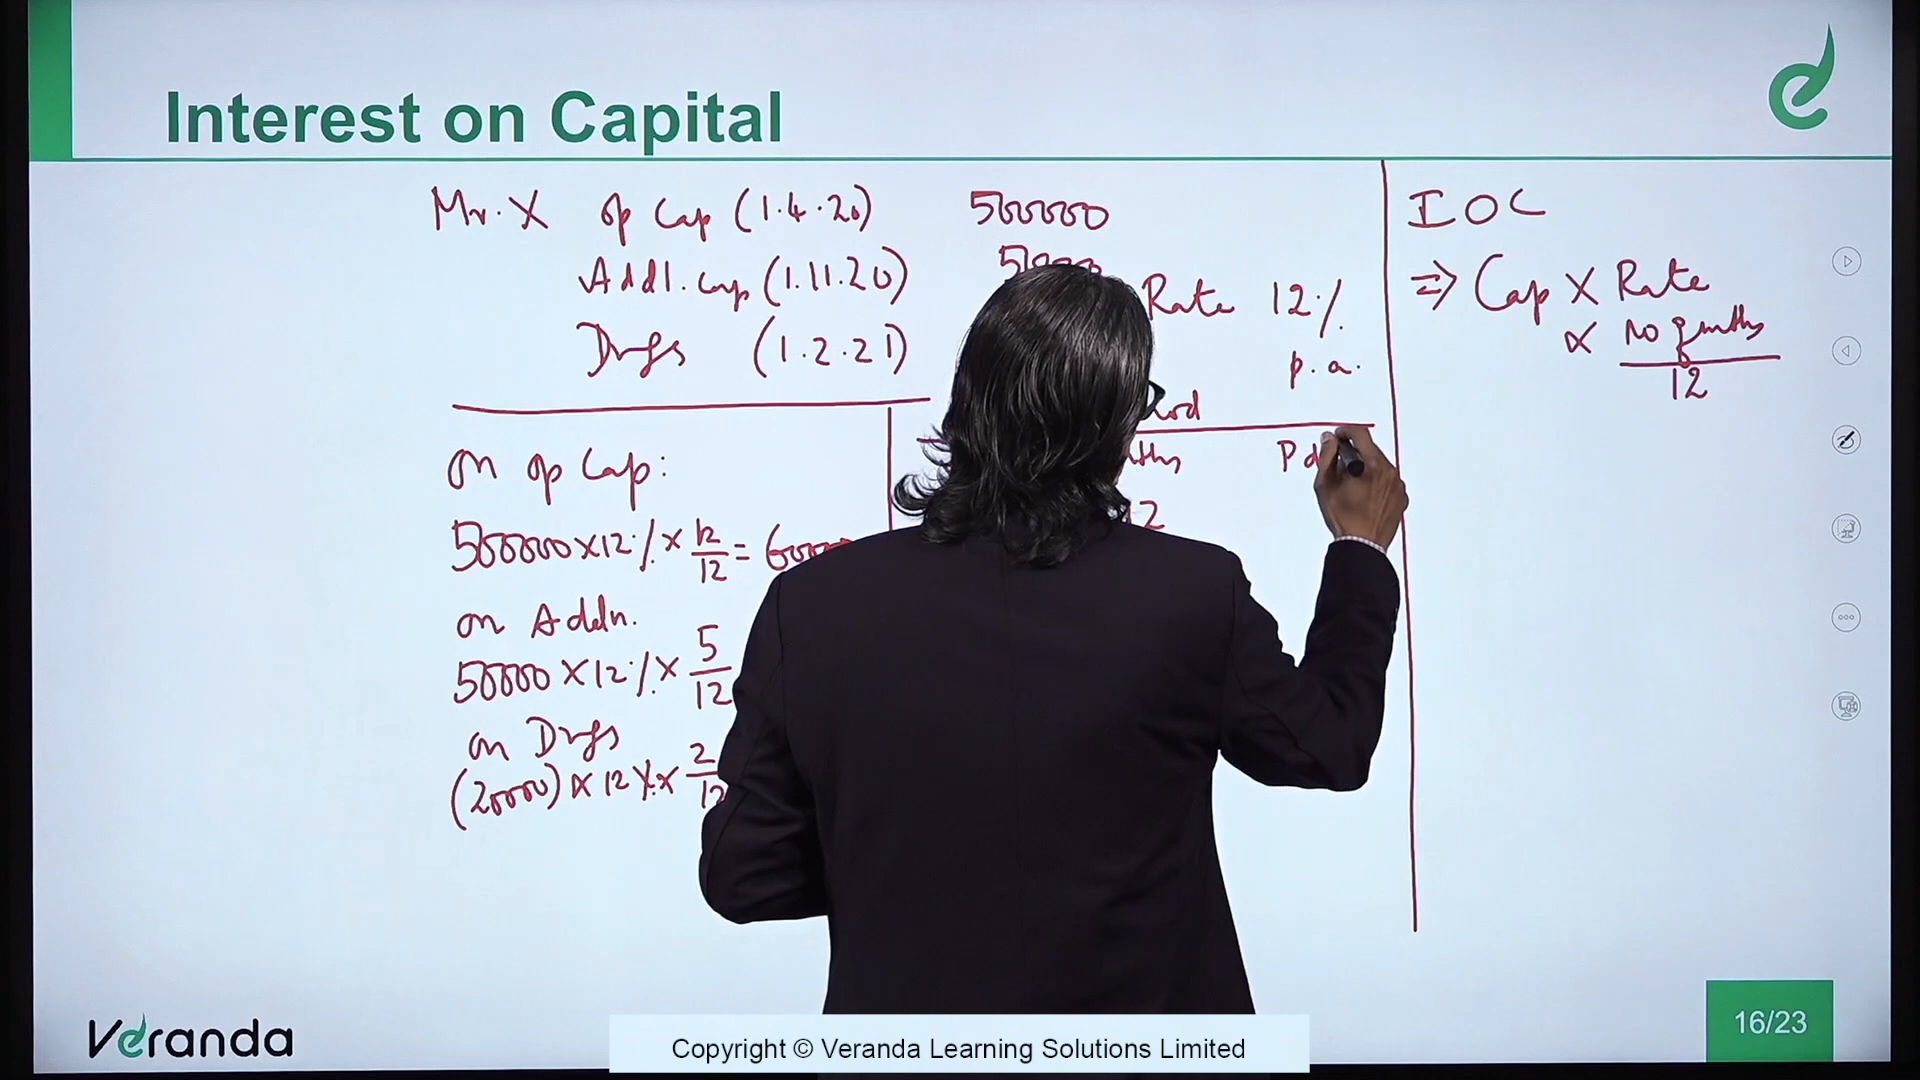 Interest on Capital
Mr. X op Cap (1.4.20) 500000
Addl. Cap (1.11.20)
Drgs (1.2.21)
Rate 12%
p.a.
on op Cap:
500000 x 12% x 12/12 =
on Addn.
50000 x 12% x 5/12
on Drgs
(20000) x 12% x 2/12
12
IOC
⇒ Cap x Rate
x no of months
12
Veranda
Copyright © Veranda Learning Solutions Limited
16/23